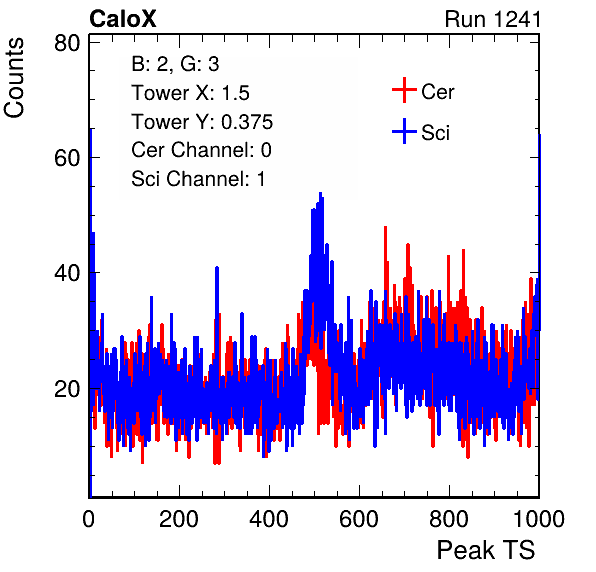 CaloX Run 1241
Counts
80
60
40
20
B: 2, G: 3
Tower X: 1.5
Tower Y: 0.375
Cer Channel: 0
Sci Channel: 1
Cer
Sci
0 200 400 600 800 1000
Peak TS